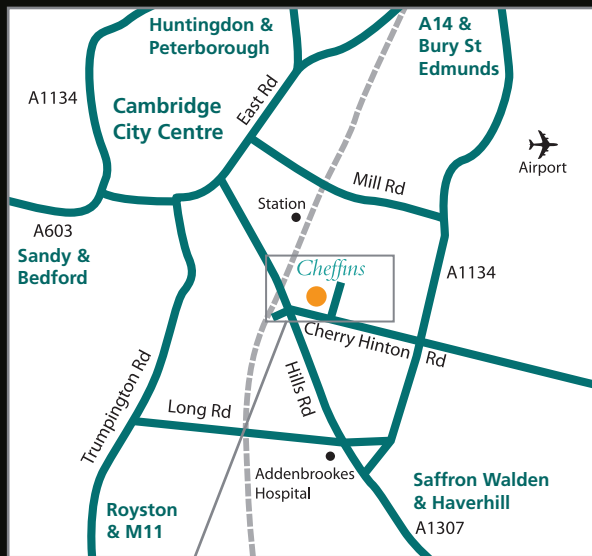 Huntingdon &
Peterborough
A14 &
Bury St
Edmunds
A1134
East Rd
Cambridge
City Centre
Airport
Mill Rd
Station
A603
Sandy &
Bedford
Cheffins
A1134
Cherry Hinton Rd
Trumpington Rd
Hills Rd
Long Rd
Addenbrookes
Hospital
Saffron Walden
& Haverhill
A1307
Royston
& M11